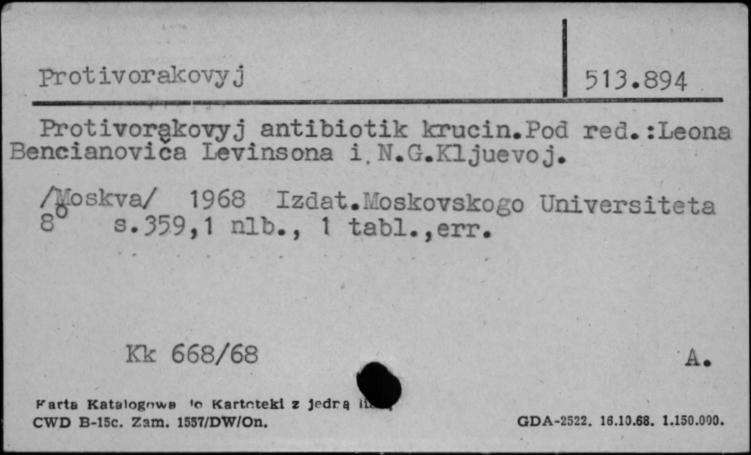 Protivorakovyj
513.894
Protivorakovyj antibiotik krucin.Pod red.:Leona
Bencianoviča Levinsona i.N.G.Kljuevoj.
/Moskva/ 1968 Izdat.Moskovskogo Universiteta
8° s.359,1 nlb., 1 tabl.,err.
Kk 668/68
A.
Karta Katalogowa do Kartoteki z jedną
CWD B-15c. Zam. 1557/DW/On.
GDA-2522. 16.10.68. 1.150.000.